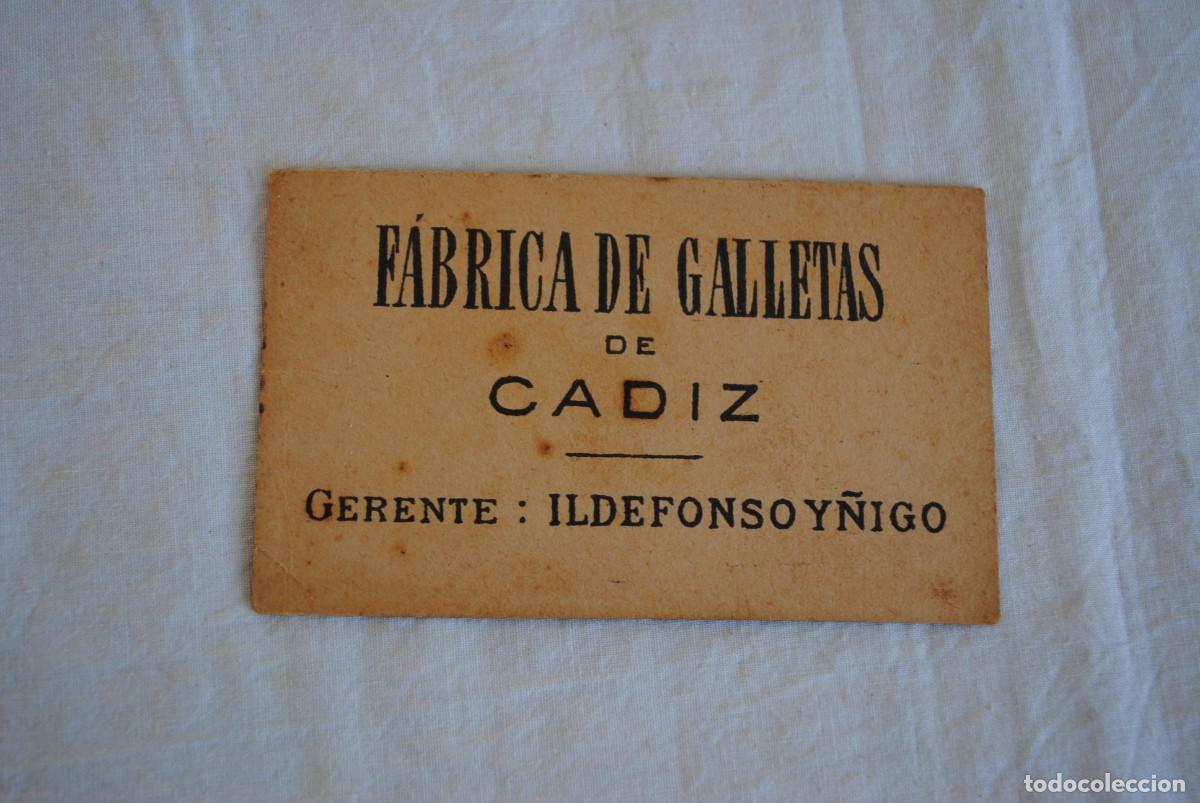 FÁBRICA DE GALLETAS
DE
CADIZ
GERENTE : ILDEFONSO YÑIGO
todocoleccion